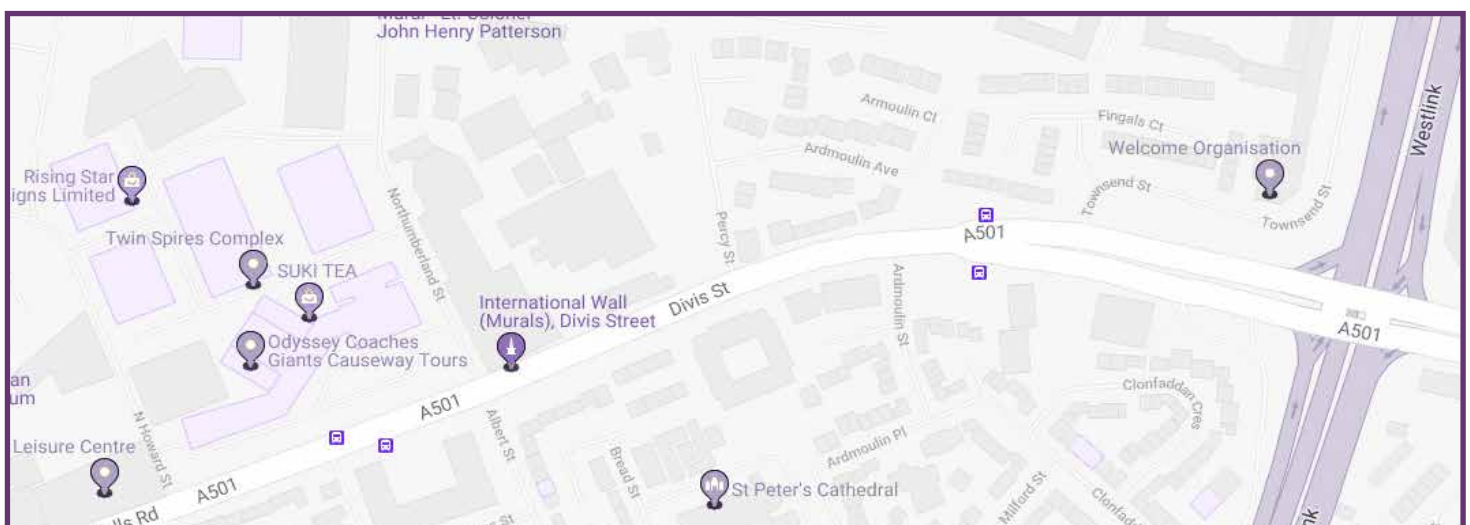 John Henry Patterson
Westlink
Armoulin Cl
Fingals Ct
Welcome Organisation
Ardmoulin Ave
Rising Star
igns Limited
Townsend St
Townsend St
Northumberland St
Percy St
A501
Twin Spires Complex
SUKI TEA
Ardmoulin St
International Wall
(Murals), Divis Street
Divis St
A501
Odyssey Coaches
Giants Causeway Tours
an
um
Clonfaddan Cres
A501
N Howard St
Albert St
Leisure Centre
Bread St
Ardmoulin Pl
St Peter's Cathedral
Milford St
A501
lls Rd
St